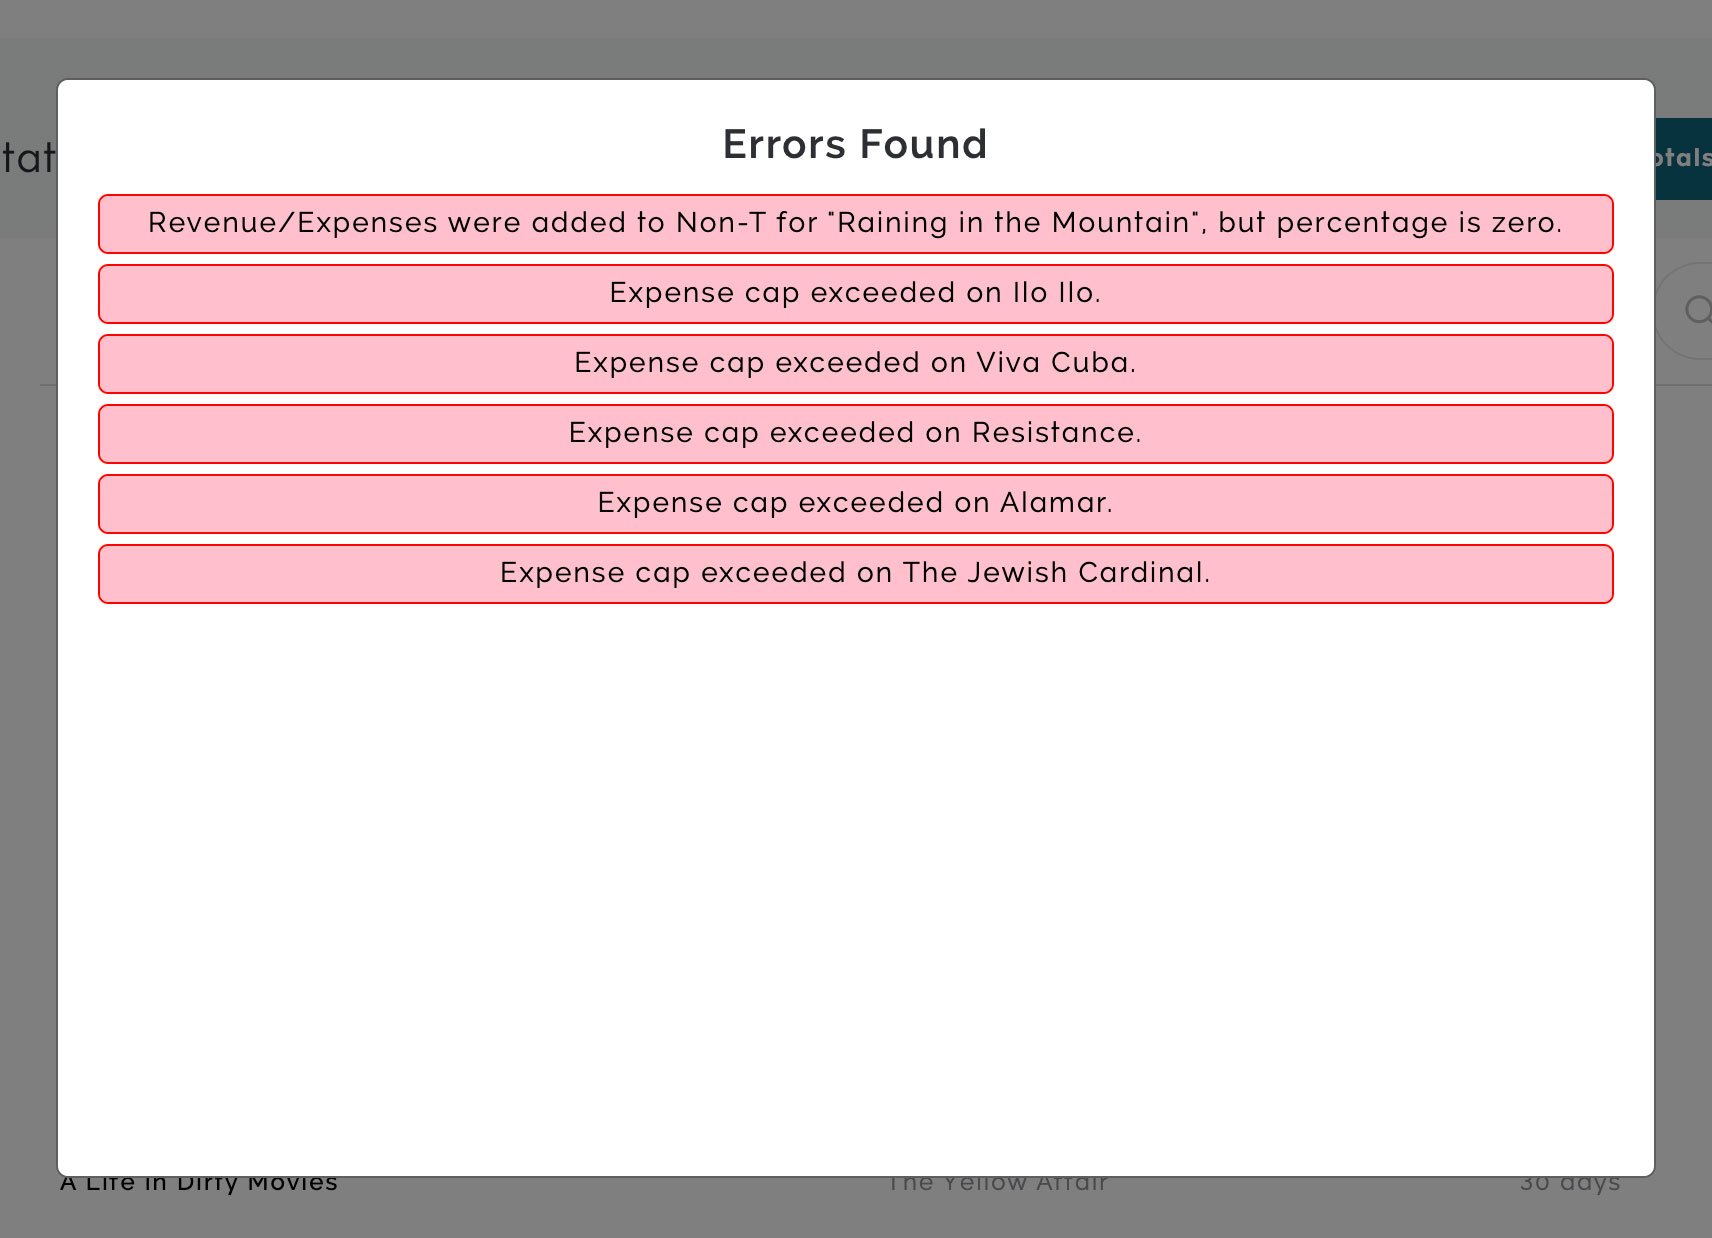 Errors Found
tat
otals
Revenue/Expenses were added to Non-T for "Raining in the Mountain", but percentage is zero.
Expense cap exceeded on Ilo Ilo.
Expense cap exceeded on Viva Cuba.
Expense cap exceeded on Resistance.
Expense cap exceeded on Alamar.
Expense cap exceeded on The Jewish Cardinal.
A Life in Dirty Movies The Yellow Affair 30 days